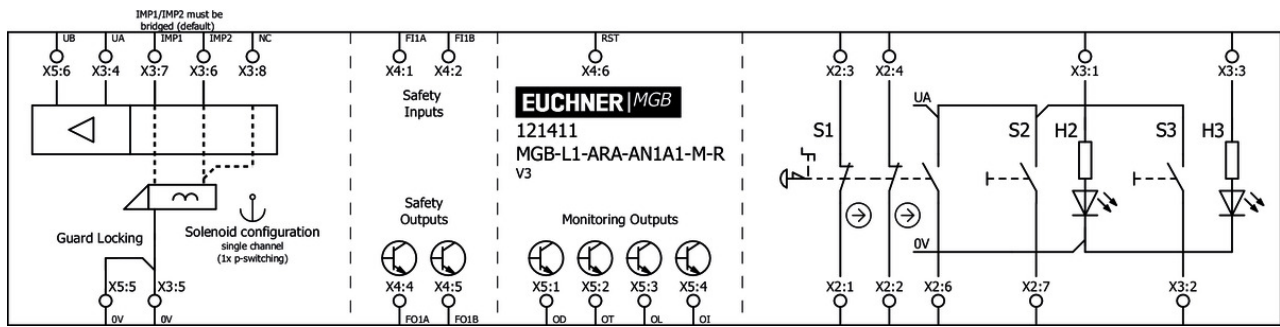 IMP1/IMP2 must be
bridged (default)
UB UA IMP1 IMP2 NC FI1A FI1B RST
X5:6 X3:4 X3:7 X3:6 X3:8 X4:1 X4:2 X4:6 X2:3 X2:4 X3:1 X3:3
Safety
Inputs
EUCHNER MGB
121411
MGB-L1-ARA-AN1A1-M-R
V3
UA
S1 S2 H2 S3 H3
Guard Locking
Solenoid configuration
single channel
(1x p-switching)
Safety
Outputs
Monitoring Outputs
0V
X5:5 X3:5 X4:4 X4:5 X5:1 X5:2 X5:3 X5:4 X2:1 X2:2 X2:6 X2:7 X3:2
0V 0V FO1A FO1B OD OT OL OI